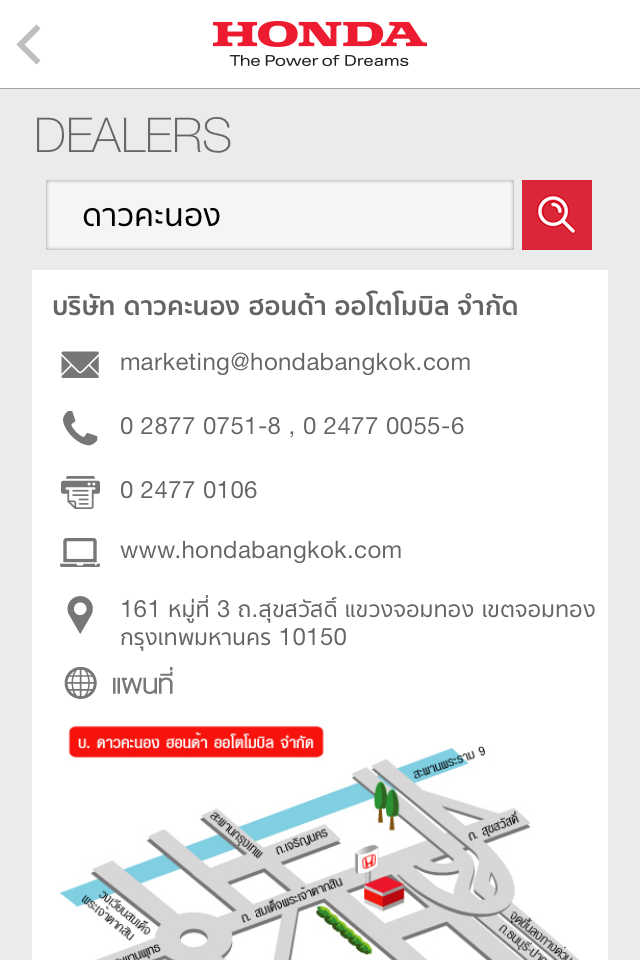 HONDA
The Power of Dreams
DEALERS
ดาวคะนอง
บริษัท ดาวคะนอง ฮอนด้า ออโตโมบิล จำกัด
marketing@hondabangkok.com
0 2877 0751-8 , 0 2477 0055-6
0 2477 0106
www.hondabangkok.com
161 หมู่ที่ 3 ถ.สุขสวัสดิ์ แขวงจอมทอง เขตจอมทอง
กรุงเทพมหานคร 10150
แผนที่
บ. ดาวคะนอง ฮอนด้า ออโตโมบิล จำกัด
สะพานพระราม 9
สะพานกรุงเทพ
ถ.เจริญนคร
ถ. สุขสวัสดิ์
ถ. สมเด็จพระเจ้าตากสิน
วงเวียนสมเด็จ
พระเจ้าตากสิน
จุดขึ้นลงทางด่วน